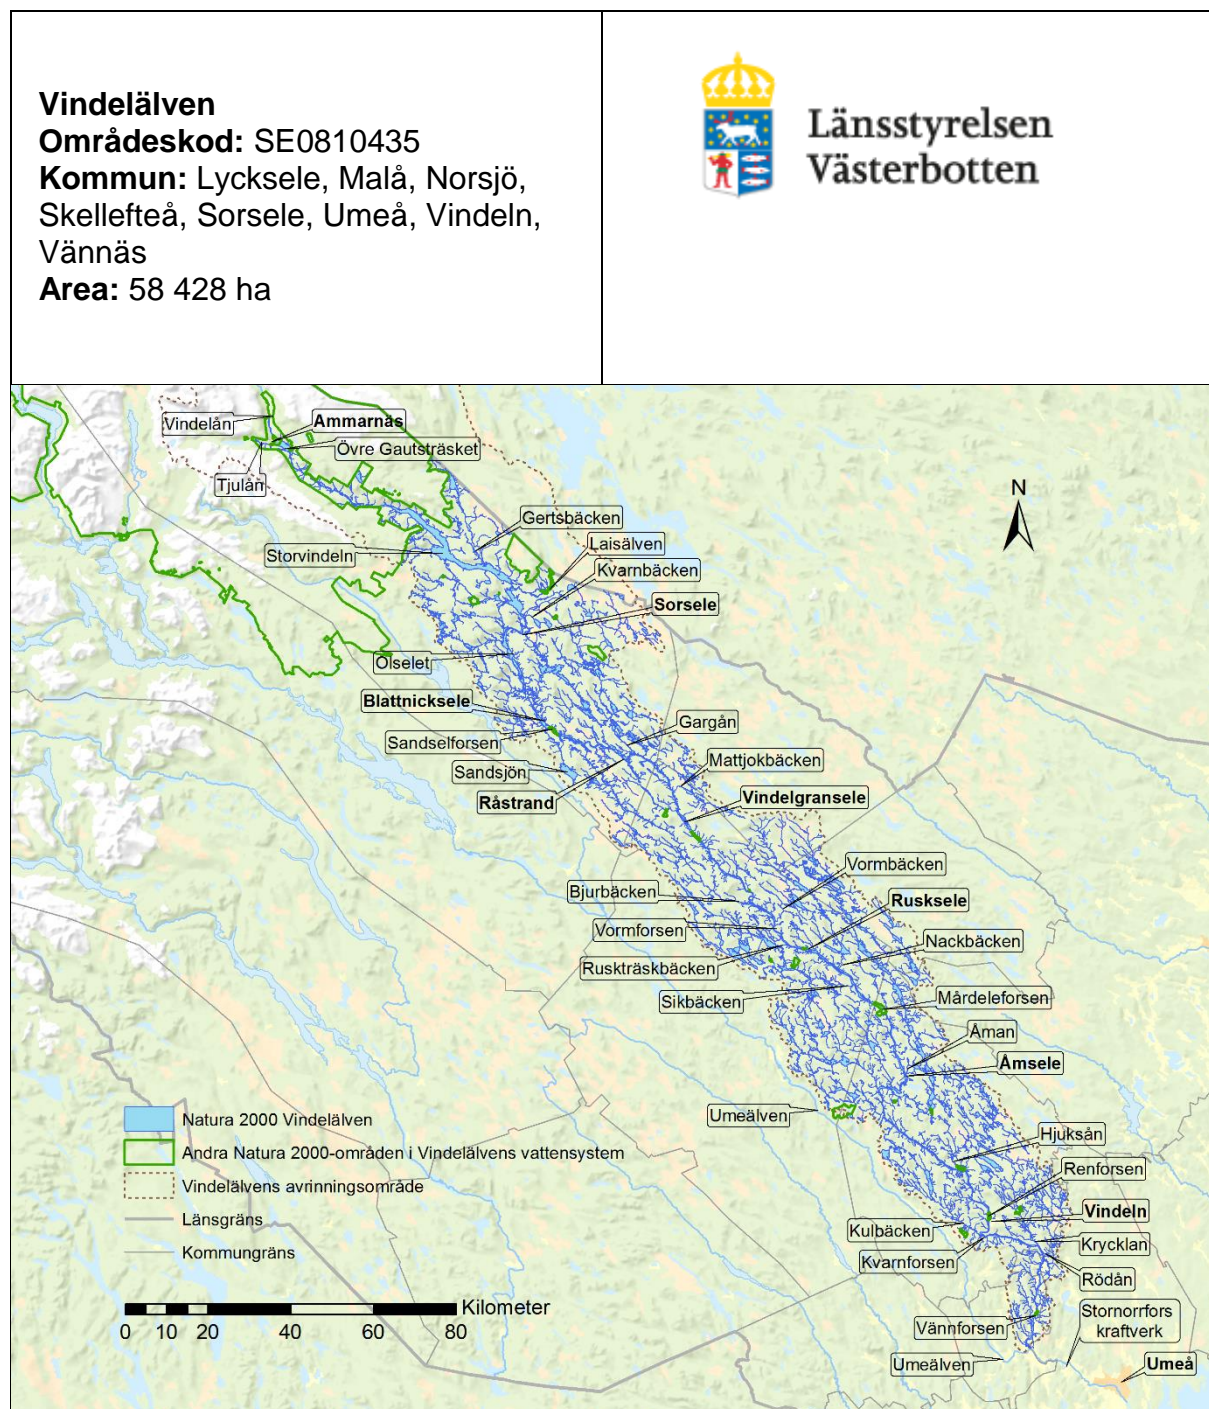 Vindelälven
Områdeskod: SE0810435
Kommun: Lycksele, Malå, Norsjö,
Skellefteå, Sorsele, Umeå, Vindeln,
Vännäs
Area: 58 428 ha
Länsstyrelsen
Västerbotten
Vindelån
Ammarnäs
Övre Gautsträsket
Tjulån
N
Gertsbäcken
Storvindeln
Laisälven
Kvarnbäcken
Sorsele
Olselet
Blattnicksele
Gargån
Sandselforsen
Mattjokbäcken
Sandsjön
Vindelgransele
Råstrand
Vormbäcken
Bjurbäcken
Rusksele
Vormforsen
Nackbäcken
Ruskträskbäcken
Sikbäcken
Mårdeleforsen
Åman
Åmsele
Umeälven
Hjuksån
Renforsen
Vindeln
Kulbäcken
Krycklan
Kvarnforsen
Rödån
Stornorrfors
kraftverk
Vännforsen
Umeälven
Umeå
Natura 2000 Vindelälven
Andra Natura 2000-områden i Vindelälvens vattensystem
Vindelälvens avrinningsområde
Länsgräns
Kommungräns
Kilometer
0 10 20 40 60 80